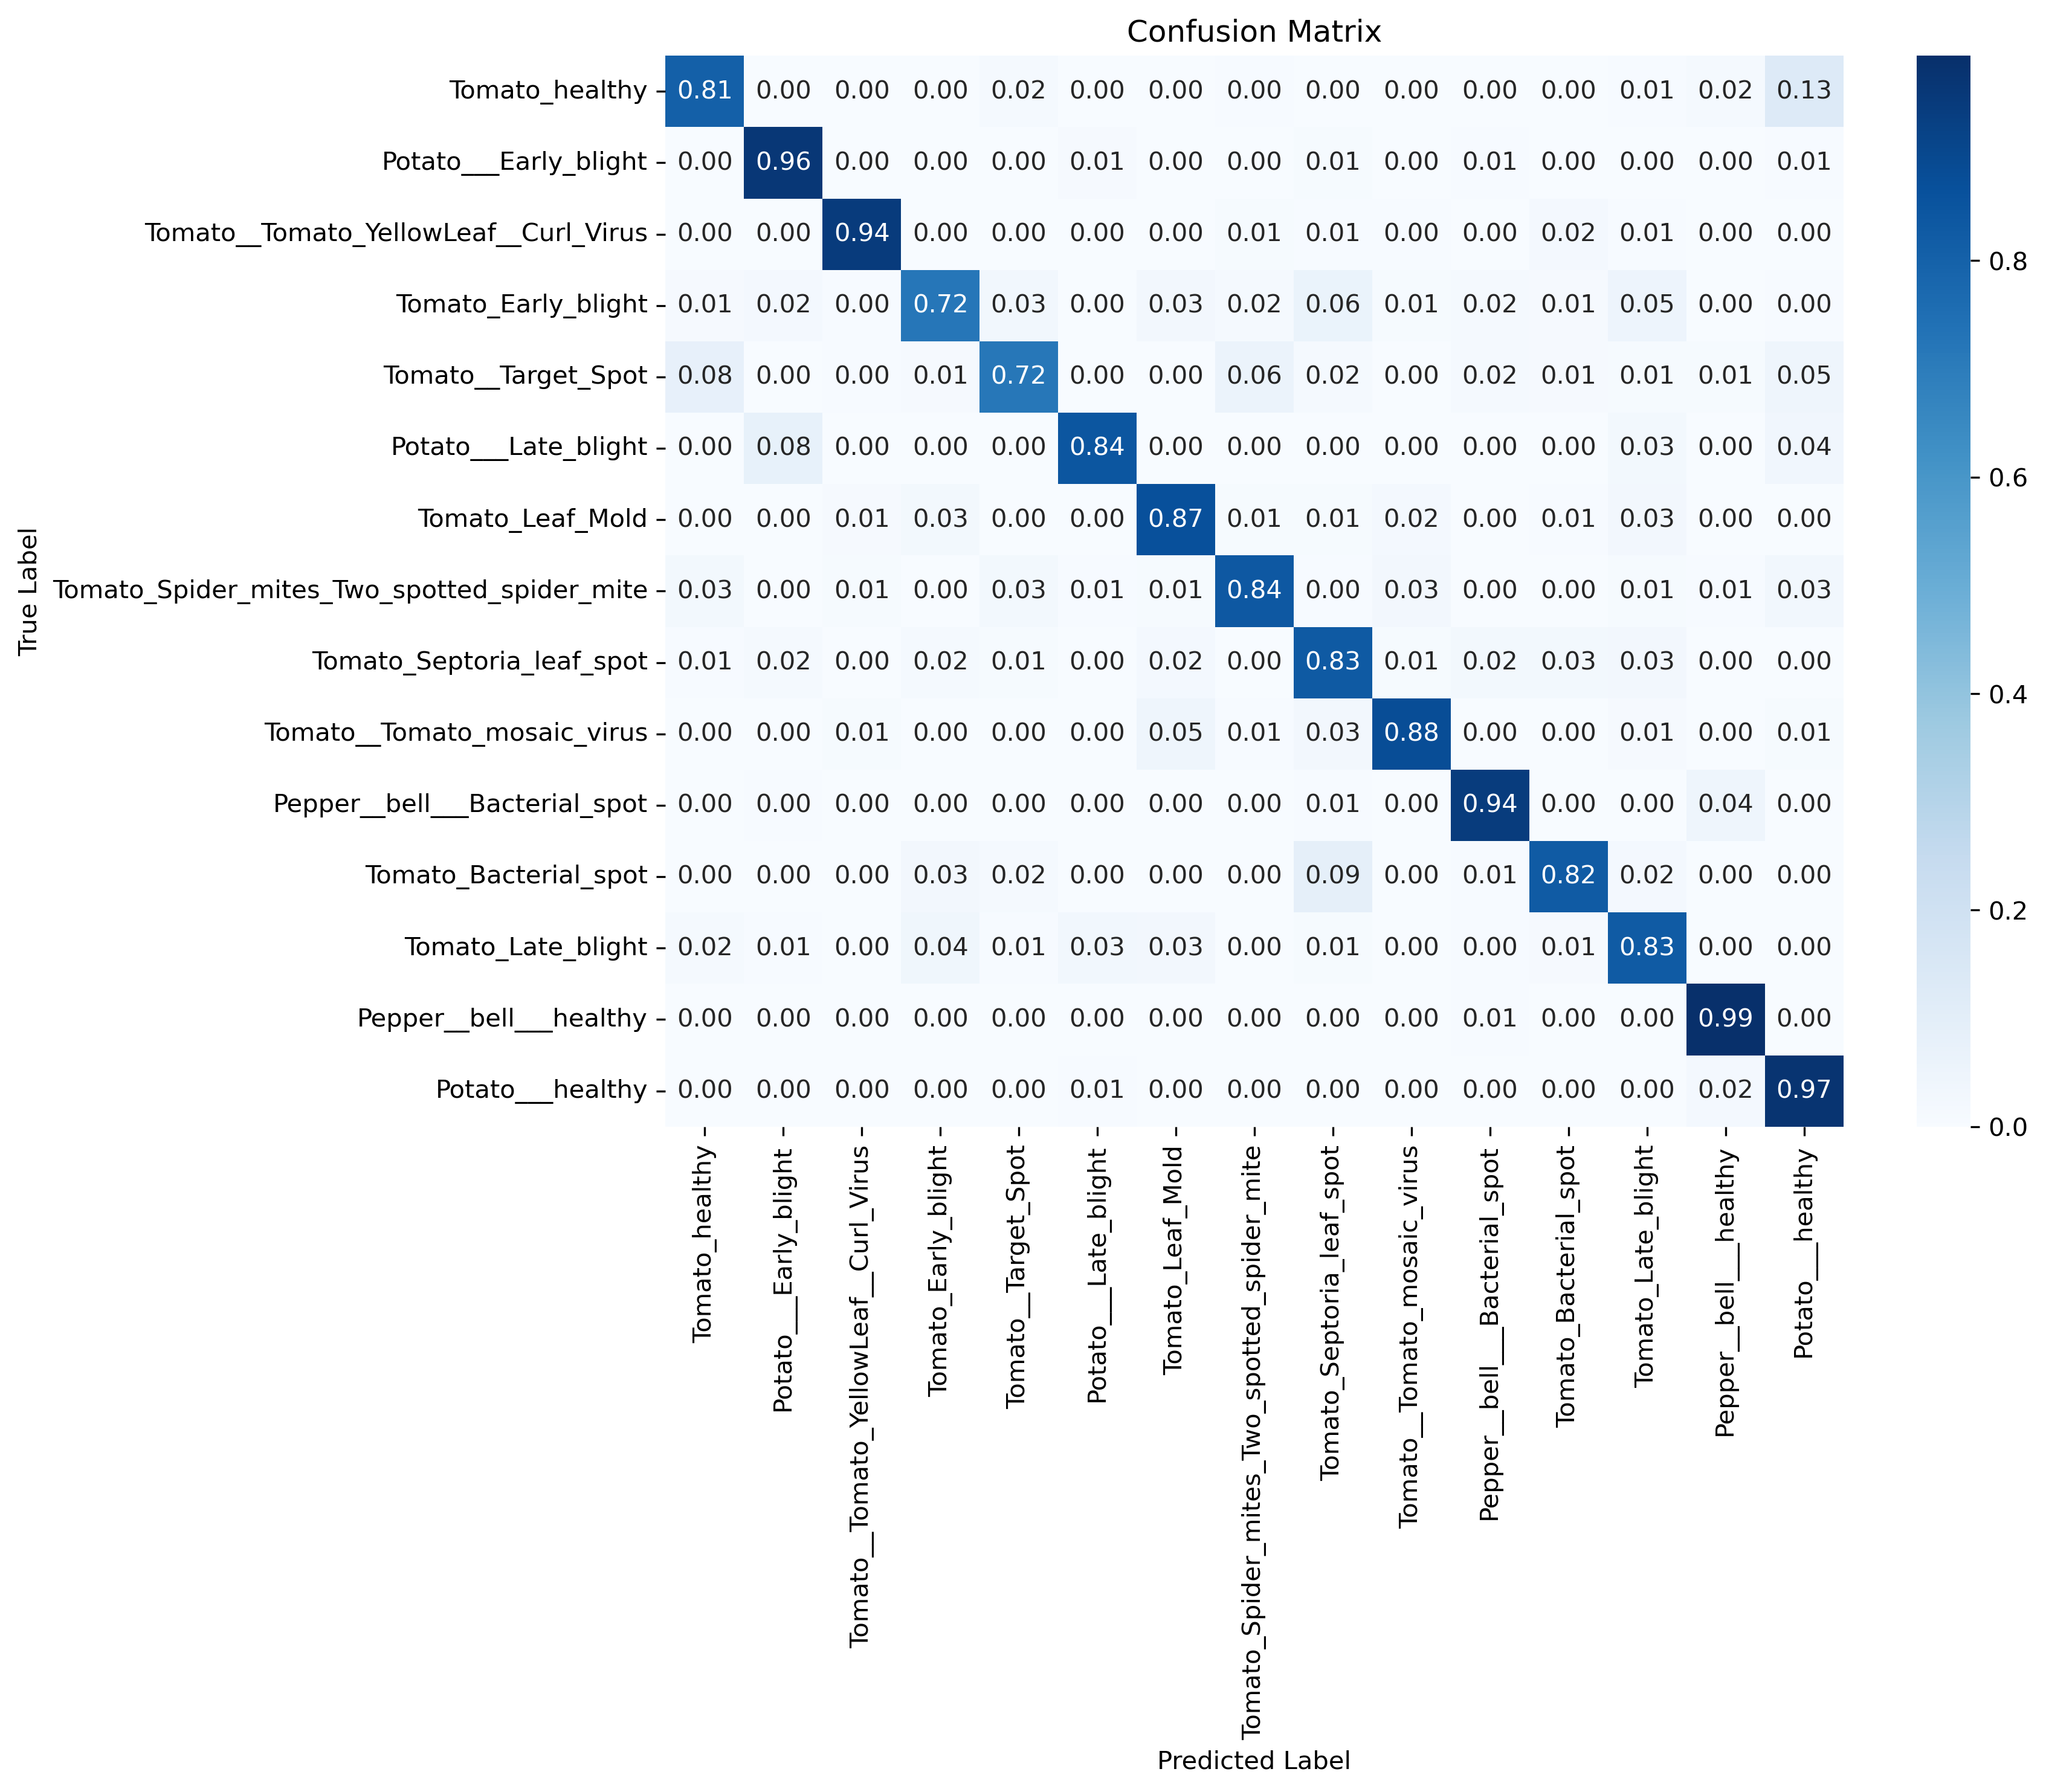 Confusion Matrix
True Label
Tomato_healthy 0.81 0.00 0.00 0.00 0.02 0.00 0.00 0.00 0.00 0.00 0.00 0.00 0.01 0.02 0.13
Potato___Early_blight 0.00 0.96 0.00 0.00 0.00 0.01 0.00 0.00 0.01 0.00 0.01 0.00 0.00 0.00 0.01
Tomato__Tomato_YellowLeaf__Curl_Virus 0.00 0.00 0.94 0.00 0.00 0.00 0.00 0.01 0.01 0.00 0.00 0.02 0.01 0.00 0.00
Tomato_Early_blight 0.01 0.02 0.00 0.72 0.03 0.00 0.03 0.02 0.06 0.01 0.02 0.01 0.05 0.00 0.00
Tomato__Target_Spot 0.08 0.00 0.00 0.01 0.72 0.00 0.00 0.06 0.02 0.00 0.02 0.01 0.01 0.01 0.05
Potato___Late_blight 0.00 0.08 0.00 0.00 0.00 0.84 0.00 0.00 0.00 0.00 0.00 0.00 0.03 0.00 0.04
Tomato_Leaf_Mold 0.00 0.00 0.01 0.03 0.00 0.00 0.87 0.01 0.01 0.02 0.00 0.01 0.03 0.00 0.00
Tomato_Spider_mites_Two_spotted_spider_mite 0.03 0.00 0.01 0.00 0.03 0.01 0.01 0.84 0.00 0.03 0.00 0.00 0.01 0.01 0.03
Tomato_Septoria_leaf_spot 0.01 0.02 0.00 0.02 0.01 0.00 0.02 0.00 0.83 0.01 0.02 0.03 0.03 0.00 0.00
Tomato__Tomato_mosaic_virus 0.00 0.00 0.01 0.00 0.00 0.00 0.05 0.01 0.03 0.88 0.00 0.00 0.01 0.00 0.01
Pepper__bell___Bacterial_spot 0.00 0.00 0.00 0.00 0.00 0.00 0.00 0.00 0.01 0.00 0.94 0.00 0.00 0.04 0.00
Tomato_Bacterial_spot 0.00 0.00 0.00 0.03 0.02 0.00 0.00 0.00 0.09 0.00 0.01 0.82 0.02 0.00 0.00
Tomato_Late_blight 0.02 0.01 0.00 0.04 0.01 0.03 0.03 0.00 0.01 0.00 0.00 0.01 0.83 0.00 0.00
Pepper__bell___healthy 0.00 0.00 0.00 0.00 0.00 0.00 0.00 0.00 0.00 0.00 0.01 0.00 0.00 0.99 0.00
Potato___healthy 0.00 0.00 0.00 0.00 0.00 0.01 0.00 0.00 0.00 0.00 0.00 0.00 0.00 0.02 0.97
0.8
0.6
0.4
0.2
0.0
Tomato_healthy
Potato___Early_blight
Tomato__Tomato_YellowLeaf__Curl_Virus
Tomato_Early_blight
Tomato__Target_Spot
Potato___Late_blight
Tomato_Leaf_Mold
Tomato_Spider_mites_Two_spotted_spider_mite
Tomato_Septoria_leaf_spot
Tomato__Tomato_mosaic_virus
Pepper__bell___Bacterial_spot
Tomato_Bacterial_spot
Tomato_Late_blight
Pepper__bell___healthy
Potato___healthy
Predicted Label